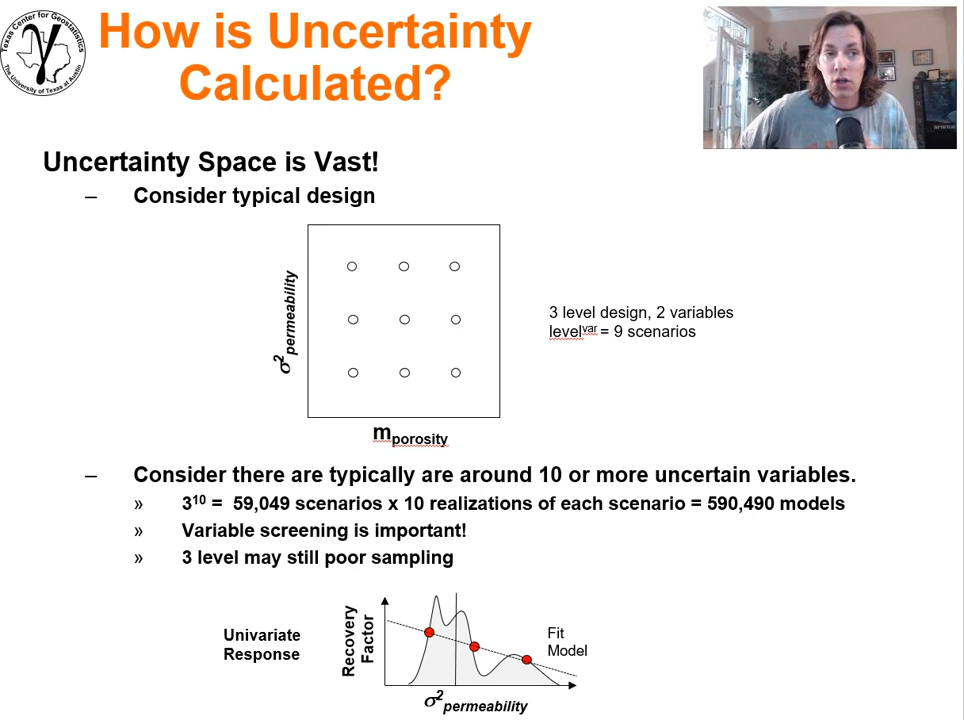 Texas Center for Geostatistics
The University of Texas at Austin
How is Uncertainty
Calculated?
Uncertainty Space is Vast!
– Consider typical design
σ²permeability
3 level design, 2 variables
levelvar = 9 scenarios
mporosity
– Consider there are typically are around 10 or more uncertain variables.
» 3¹⁰ = 59,049 scenarios x 10 realizations of each scenario = 590,490 models
» Variable screening is important!
» 3 level may still poor sampling
Univariate
Response
Recovery
Factor
Fit
Model
σ²permeability